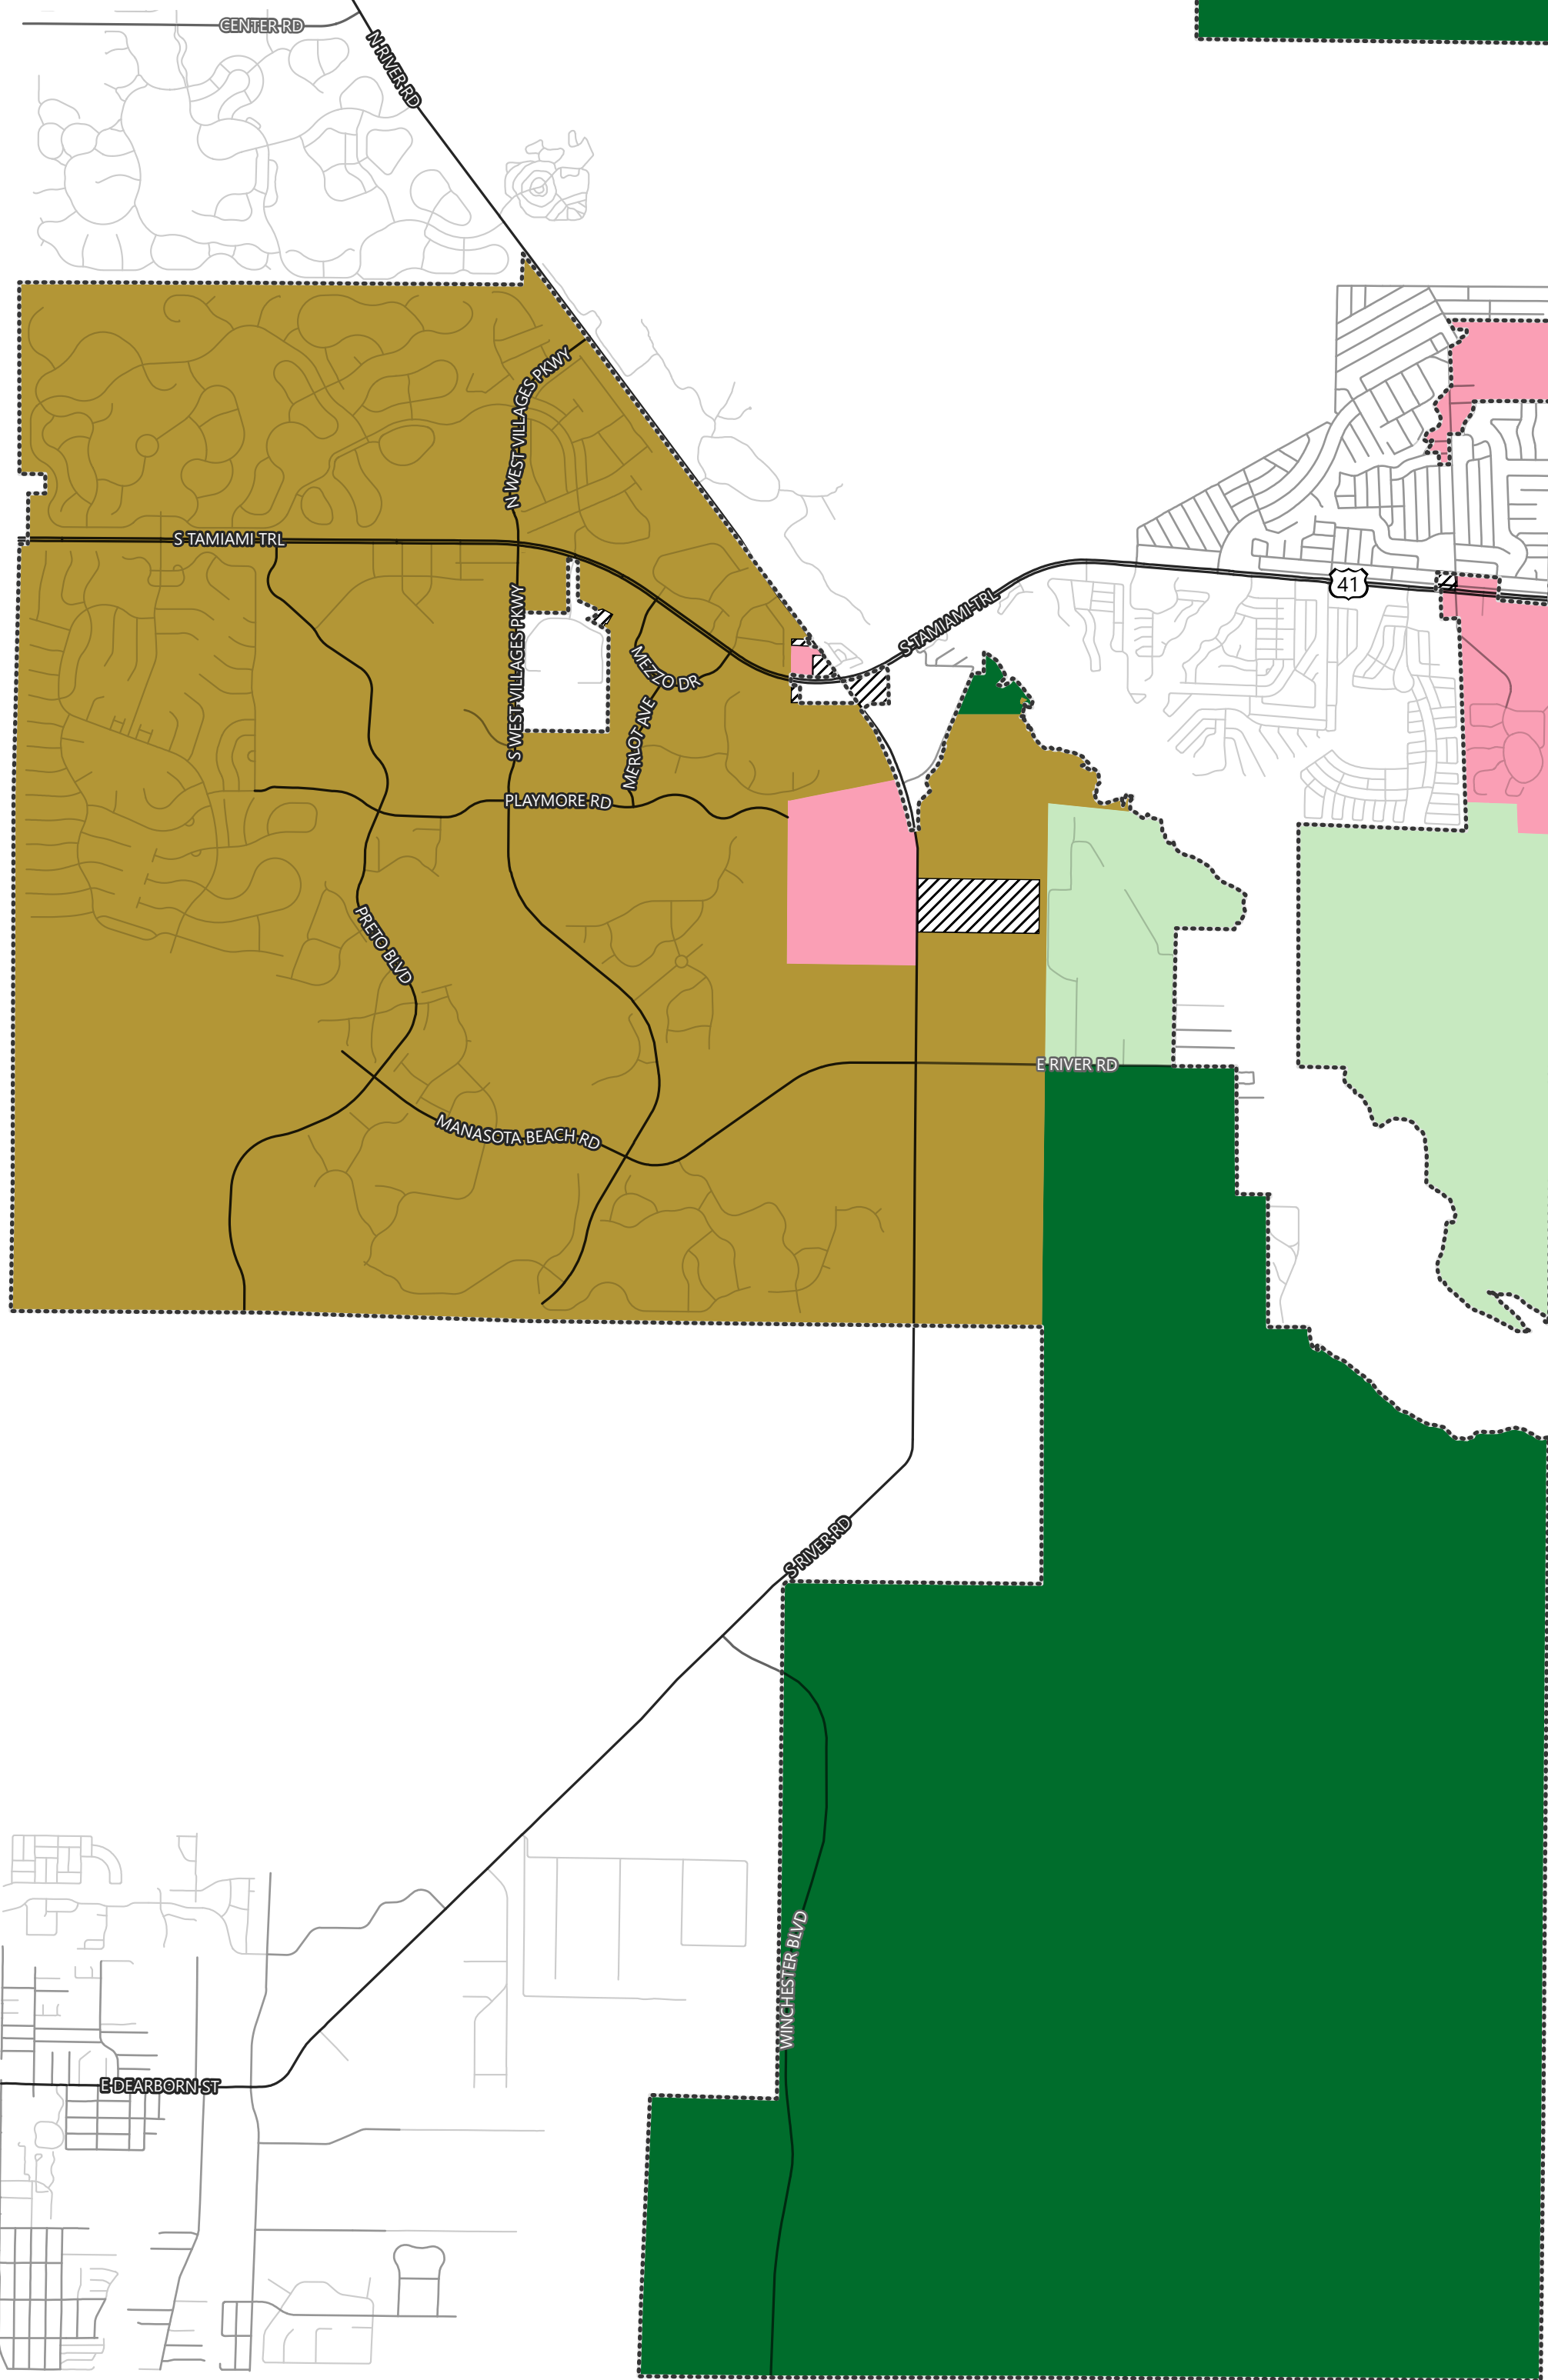 CENTER RD
N RIVER RD
N WEST VILLAGES PKWY
S TAMIAMI TRL
41
S TAMIAMI TRL
S WEST VILLAGES PKWY
MEZZO DR
MERLOT AVE
PLAYMORE RD
PRETO BLVD
E RIVER RD
MANASOTA BEACH RD
S RIVER RD
WINCHESTER BLVD
E DEARBORN ST